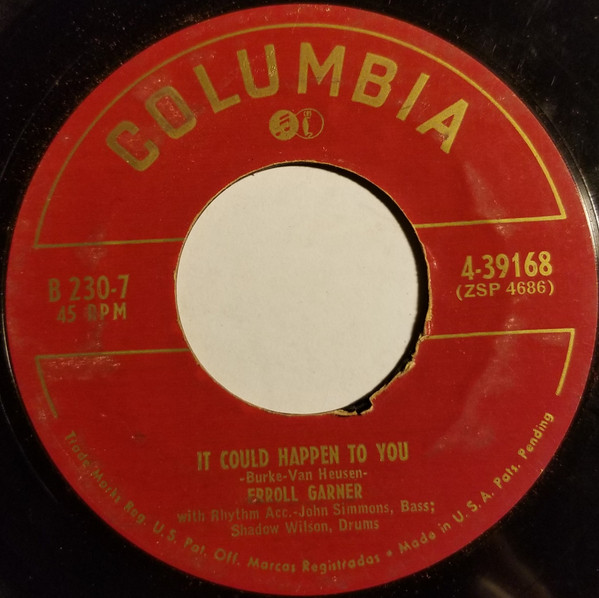 COLUMBIA
B 230-7
45 RPM
4-39168
(ZSP 4686)
IT COULD HAPPEN TO YOU
-Burke-Van Heusen-
ERROLL GARNER
with Rhythm Acc.-John Simmons, Bass;
Shadow Wilson, Drums
Trade Marks Reg. U.S. Pat. Off. Marcas Registradas • Made in U.S.A. Pats. Pending